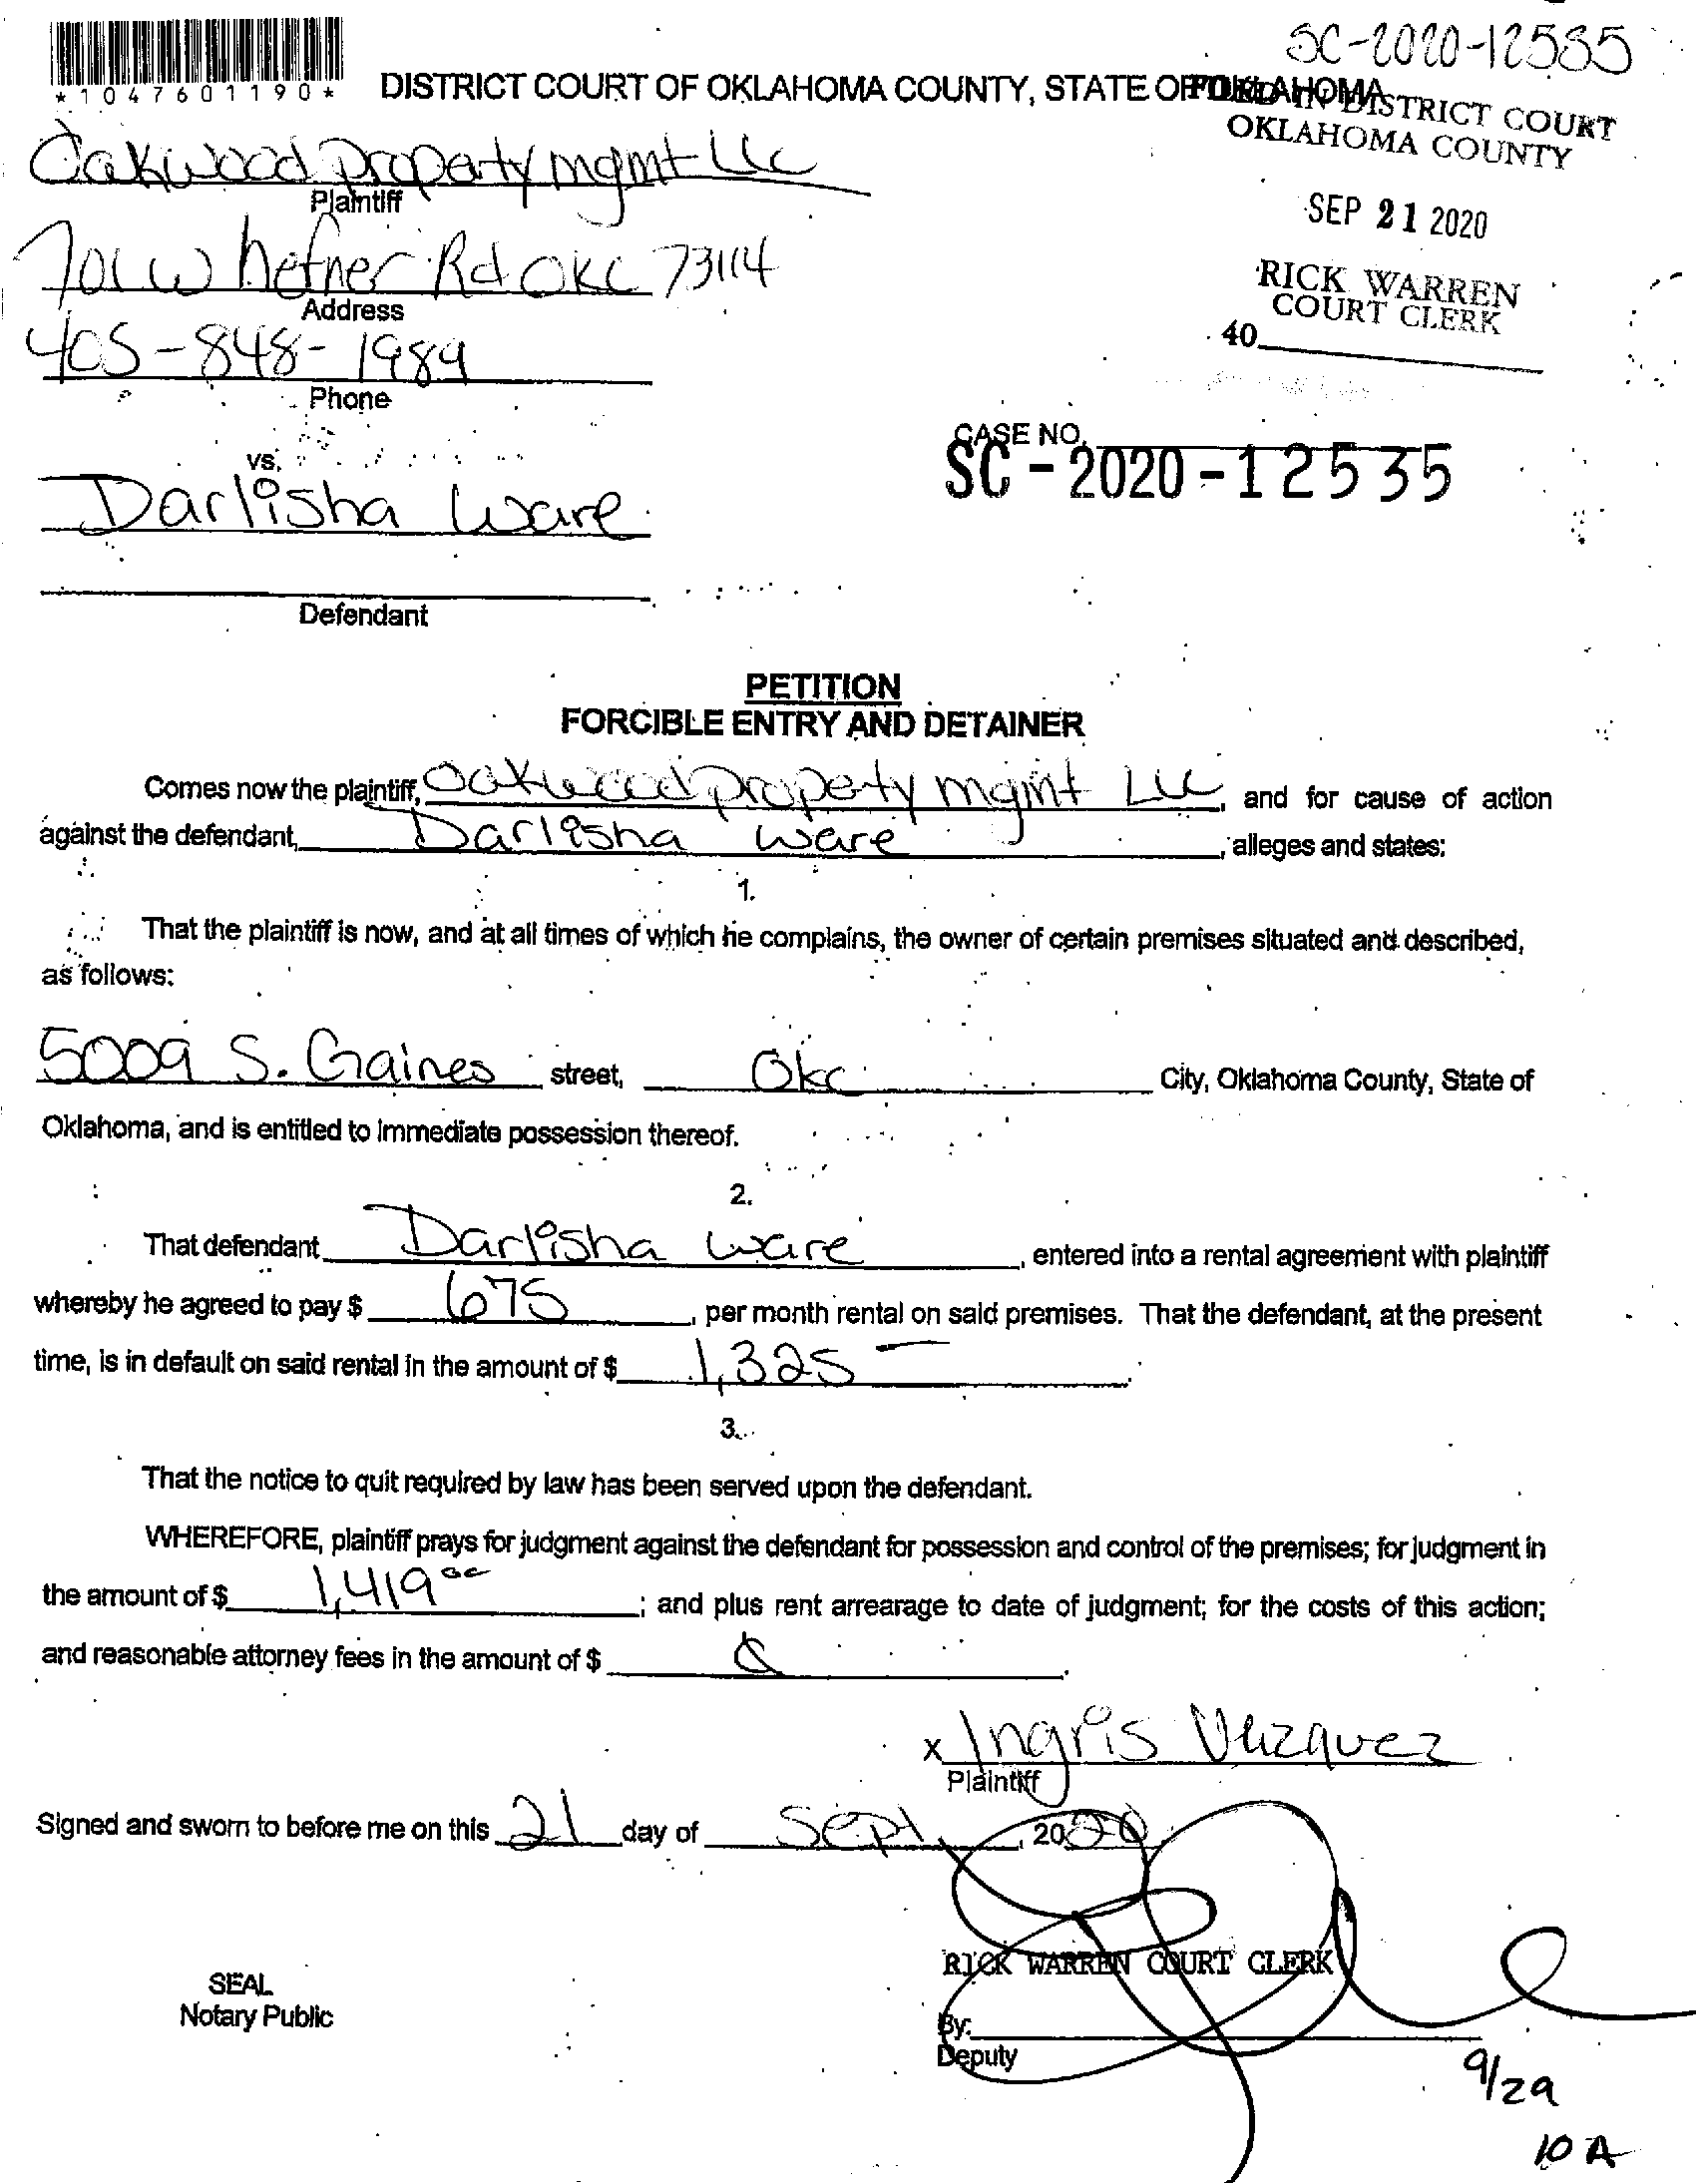 SC-2020-12535
*1047601190*
DISTRICT COURT OF OKLAHOMA COUNTY, STATE OF OKLAHOMA
FILED IN DISTRICT COURT
OKLAHOMA COUNTY
Oakwood property mgmt LLC
Plaintiff
SEP 21 2020
701 W hefner Rd OKC 73114
Address
RICK WARREN
COURT CLERK
40
405-848-1989
Phone
CASE NO.
SC-2020-12535
vs.
Darlisha Ware
Defendant
PETITION
FORCIBLE ENTRY AND DETAINER
Comes now the plaintiff, Oakwood property mgmt LLC, and for cause of action
against the defendant, Darlisha Ware, alleges and states:
1.
That the plaintiff is now, and at all times of which he complains, the owner of certain premises situated and described,
as follows:
5009 S. Gaines street, Okc City, Oklahoma County, State of
Oklahoma, and is entitled to immediate possession thereof.
2.
That defendant Darlisha Ware, entered into a rental agreement with plaintiff
whereby he agreed to pay $ 675, per month rental on said premises. That the defendant, at the present
time, is in default on said rental in the amount of $ 1,325 —.
3.
That the notice to quit required by law has been served upon the defendant.
WHEREFORE, plaintiff prays for judgment against the defendant for possession and control of the premises; for judgment in
the amount of $ 1,419 00; and plus rent arrearage to date of judgment; for the costs of this action;
and reasonable attorney fees in the amount of $
x Ingris Vazquez
Plaintiff
Signed and sworn to before me on this 21 day of Sept, 2020
RICK WARREN COURT CLERK
SEAL
Notary Public
By:
Deputy
9/29
10 A